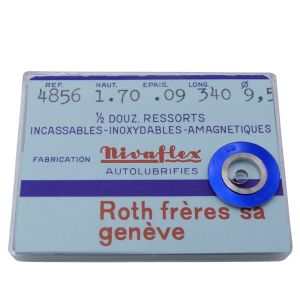 REF. HAUT. EPAIS. LONG. Ø
4856 1.70 .09 340 9,5
½ DOUZ. RESSORTS
INCASSABLES-INOXYDABLES-AMAGNETIQUES
FABRICATION Nivaflex
AUTOLUBRIFIES
Roth frères sa
genève